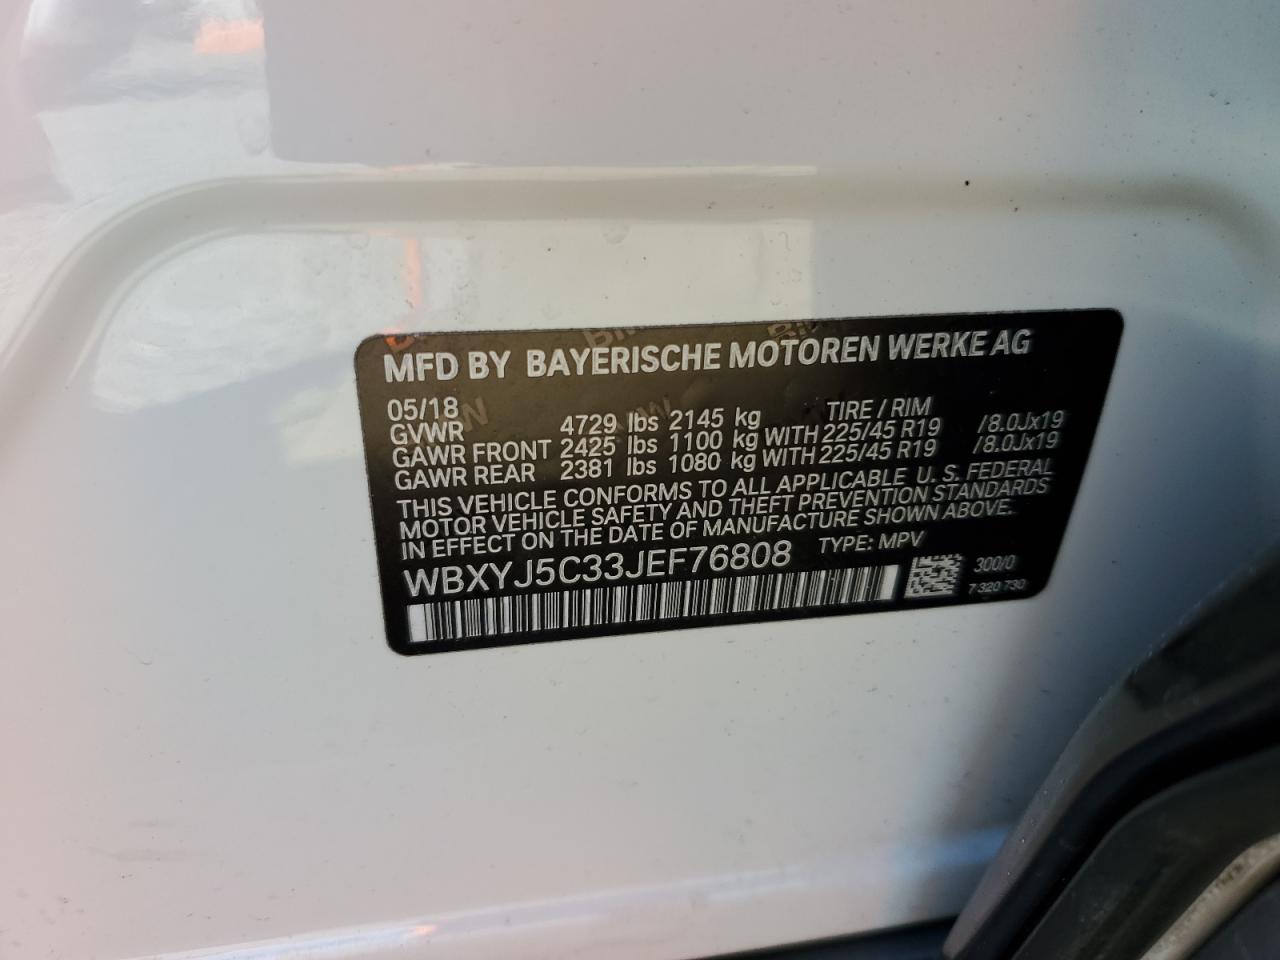 MFD BY BAYERISCHE MOTOREN WERKE AG
05/18 TIRE / RIM
GVWR 4729 lbs 2145 kg
GAWR FRONT 2425 lbs 1100 kg WITH 225/45 R19 /8.0Jx19
GAWR REAR 2381 lbs 1080 kg WITH 225/45 R19 /8.0Jx19
THIS VEHICLE CONFORMS TO ALL APPLICABLE U. S. FEDERAL
MOTOR VEHICLE SAFETY AND THEFT PREVENTION STANDARDS
IN EFFECT ON THE DATE OF MANUFACTURE SHOWN ABOVE.
WBXYJ5C33JEF76808 TYPE: MPV
300/0
7 320 730